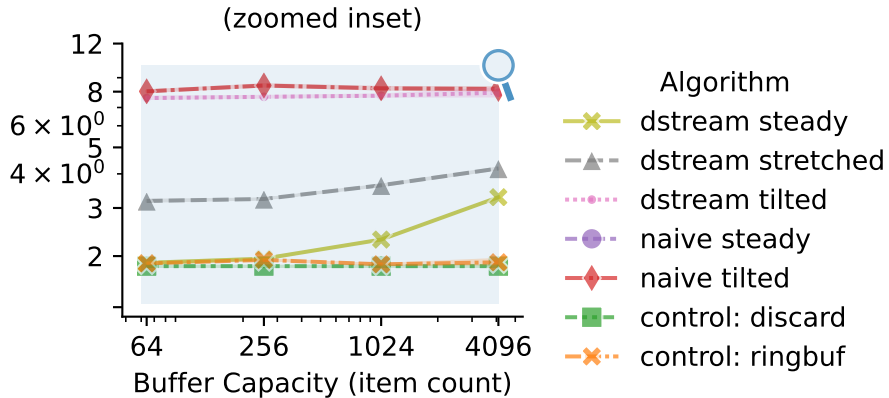 (zoomed inset)
12
8
6 × 10⁰
5
4 × 10⁰
3
2
64 256 1024 4096
Buffer Capacity (item count)
Algorithm
dstream steady
dstream stretched
dstream tilted
naive steady
naive tilted
control: discard
control: ringbuf